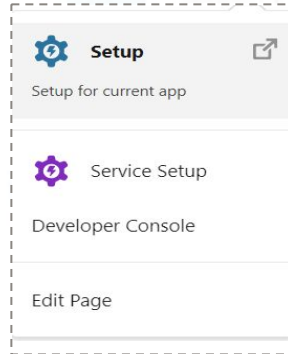 Setup
Setup for current app
Service Setup
Developer Console
Edit Page